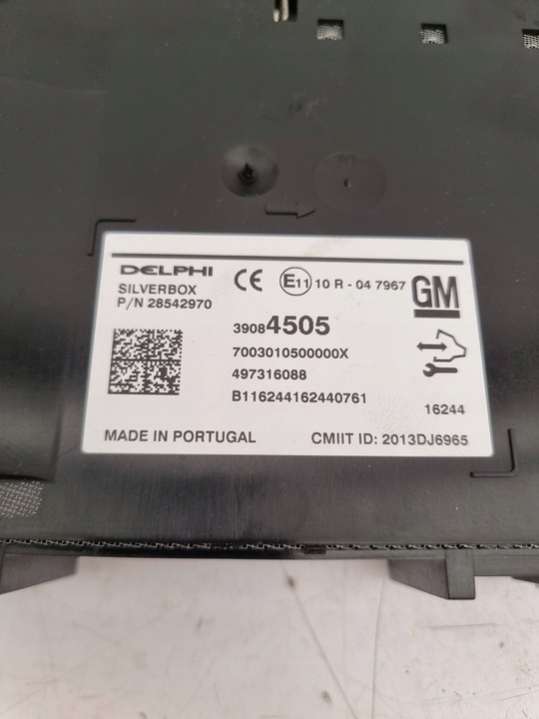 DELPHI
SILVERBOX
P/N 28542970
CE E11 10 R - 04 7967
GM
39084505
7003010500000X
497316088
B116244162440761
16244
MADE IN PORTUGAL
CMIIT ID: 2013DJ6965